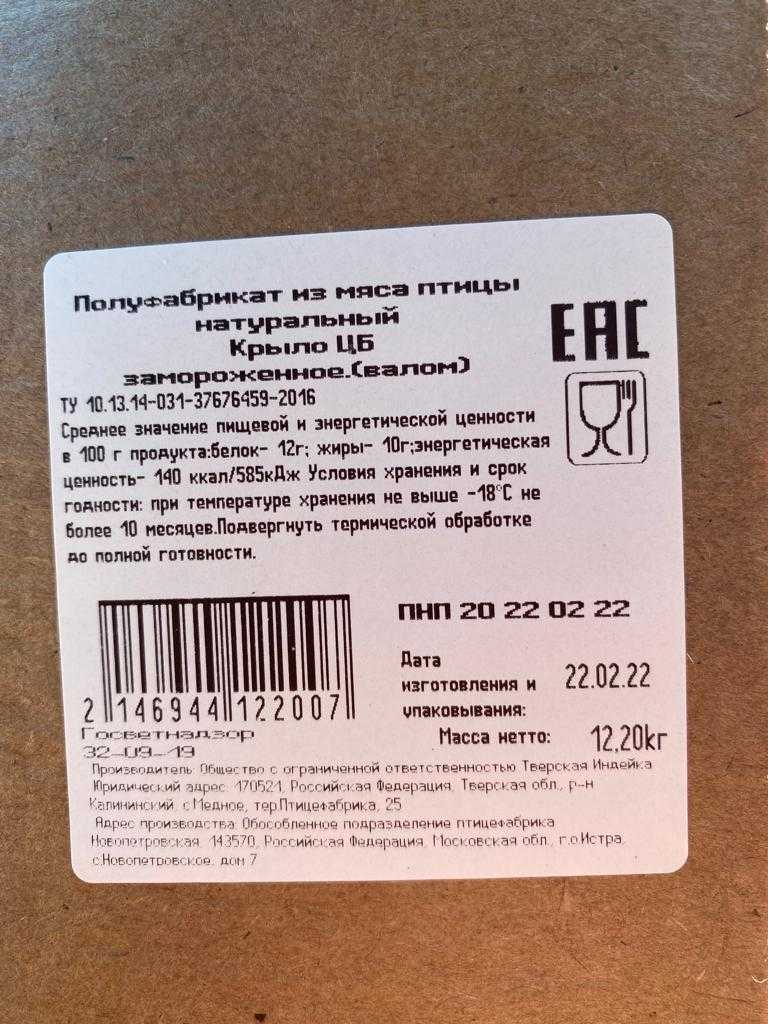 Полуфабрикат из мяса птицы
натуральный
Крыло ЦБ
замороженное.(валом)
EAC
ТУ 10.13.14-031-37676459-2016
Среднее значение пищевой и энергетической ценности
в 100 г продукта:белок- 12г; жиры- 10г;энергетическая
ценность- 140 ккал/585кДж Условия хранения и срок
годности: при температуре хранения не выше -18°C не
более 10 месяцев.Подвергнуть термической обработке
до полной готовности.
ПНП 20 22 02 22
Дата
изготовления и
упаковывания:
22.02.22
Масса нетто: 12,20кг
2 146944 122007
Госветнадзор
32-09-19
Производитель: Общество с ограниченной ответственностью Тверская Индейка
Юридический адрес: 170521, Российская Федерация, Тверская обл., р-н
Калининский, с.Медное, тер.Птицефабрика, 25
Адрес производства: Обособленное подразделение птицефабрика
Новопетровская, 143570, Российская Федерация, Московская обл., г.о.Истра,
с.Новопетровское, дом 7